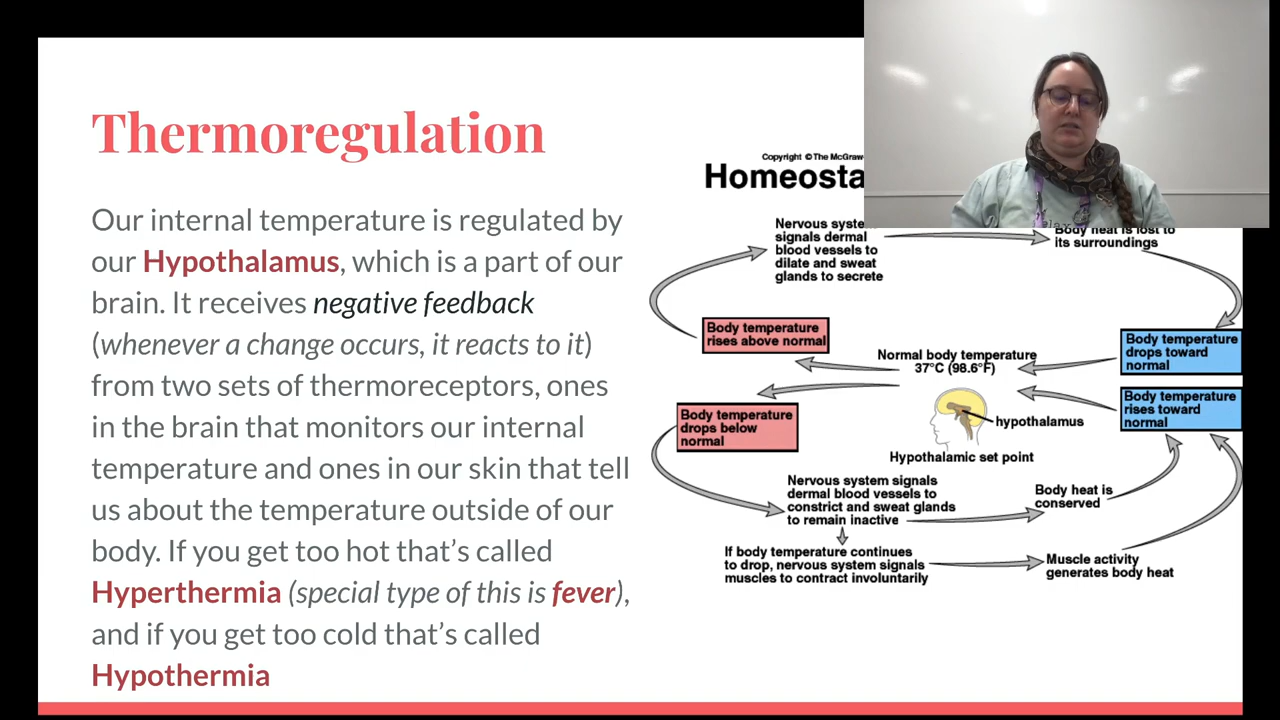 Thermoregulation
Our internal temperature is regulated by
our Hypothalamus, which is a part of our
brain. It receives negative feedback
(whenever a change occurs, it reacts to it)
from two sets of thermoreceptors, ones
in the brain that monitors our internal
temperature and ones in our skin that tell
us about the temperature outside of our
body. If you get too hot that’s called
Hyperthermia (special type of this is fever),
and if you get too cold that’s called
Hypothermia
Copyright © The McGraw
Homeosta
Nervous syste
signals dermal
blood vessels to
dilate and sweat
glands to secrete
Body heat is lost to
its surroundings
Body temperature
rises above normal
Body temperature
drops toward
normal
Normal body temperature
37°C (98.6°F)
Body temperature
rises toward
normal
Body temperature
drops below
normal
hypothalamus
Hypothalamic set point
Nervous system signals
dermal blood vessels to
constrict and sweat glands
to remain inactive
Body heat is
conserved
If body temperature continues
to drop, nervous system signals
muscles to contract involuntarily
Muscle activity
generates body heat